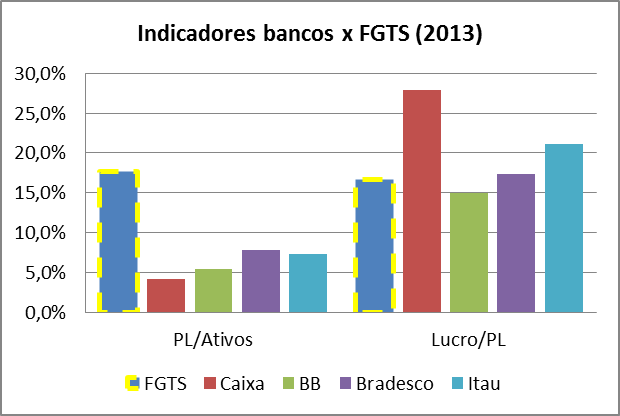 Indicadores bancos x FGTS (2013)
30,0%
25,0%
20,0%
15,0%
10,0%
5,0%
0,0%
PL/Ativos Lucro/PL
FGTS Caixa BB Bradesco Itau